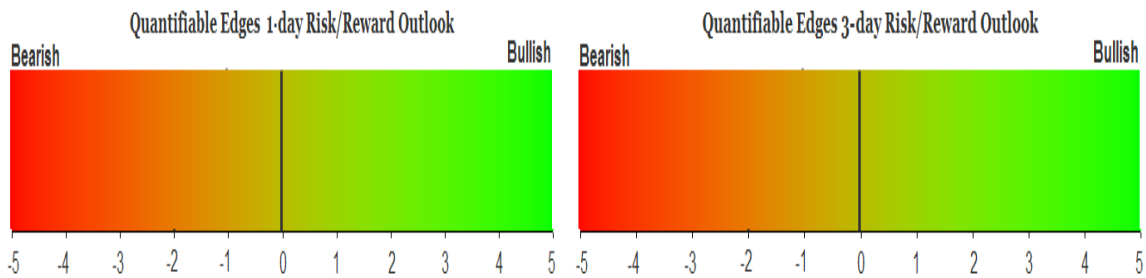 Quantifiable Edges 1-day Risk/Reward Outlook
Bearish Bullish
-5 -4 -3 -2 -1 0 1 2 3 4 5
Quantifiable Edges 3-day Risk/Reward Outlook
Bearish Bullish
-5 -4 -3 -2 -1 0 1 2 3 4 5